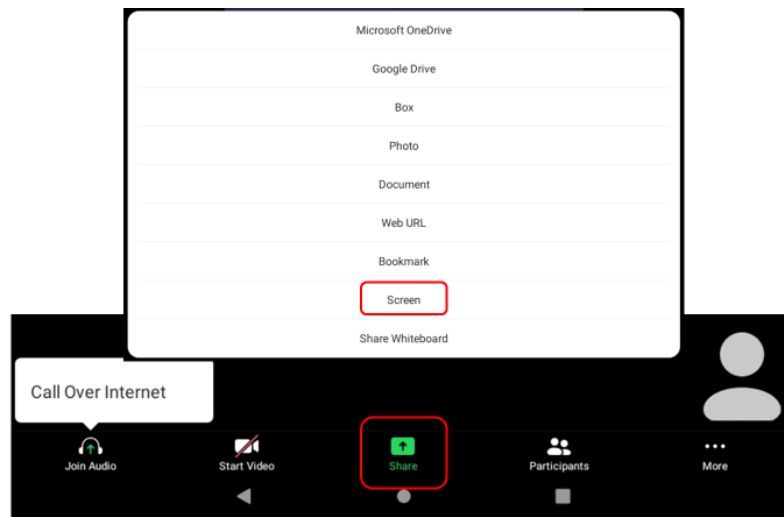 Microsoft OneDrive
Google Drive
Box
Photo
Document
Web URL
Bookmark
Screen
Share Whiteboard
Call Over Internet
Join Audio
Start Video
Share
Participants
More